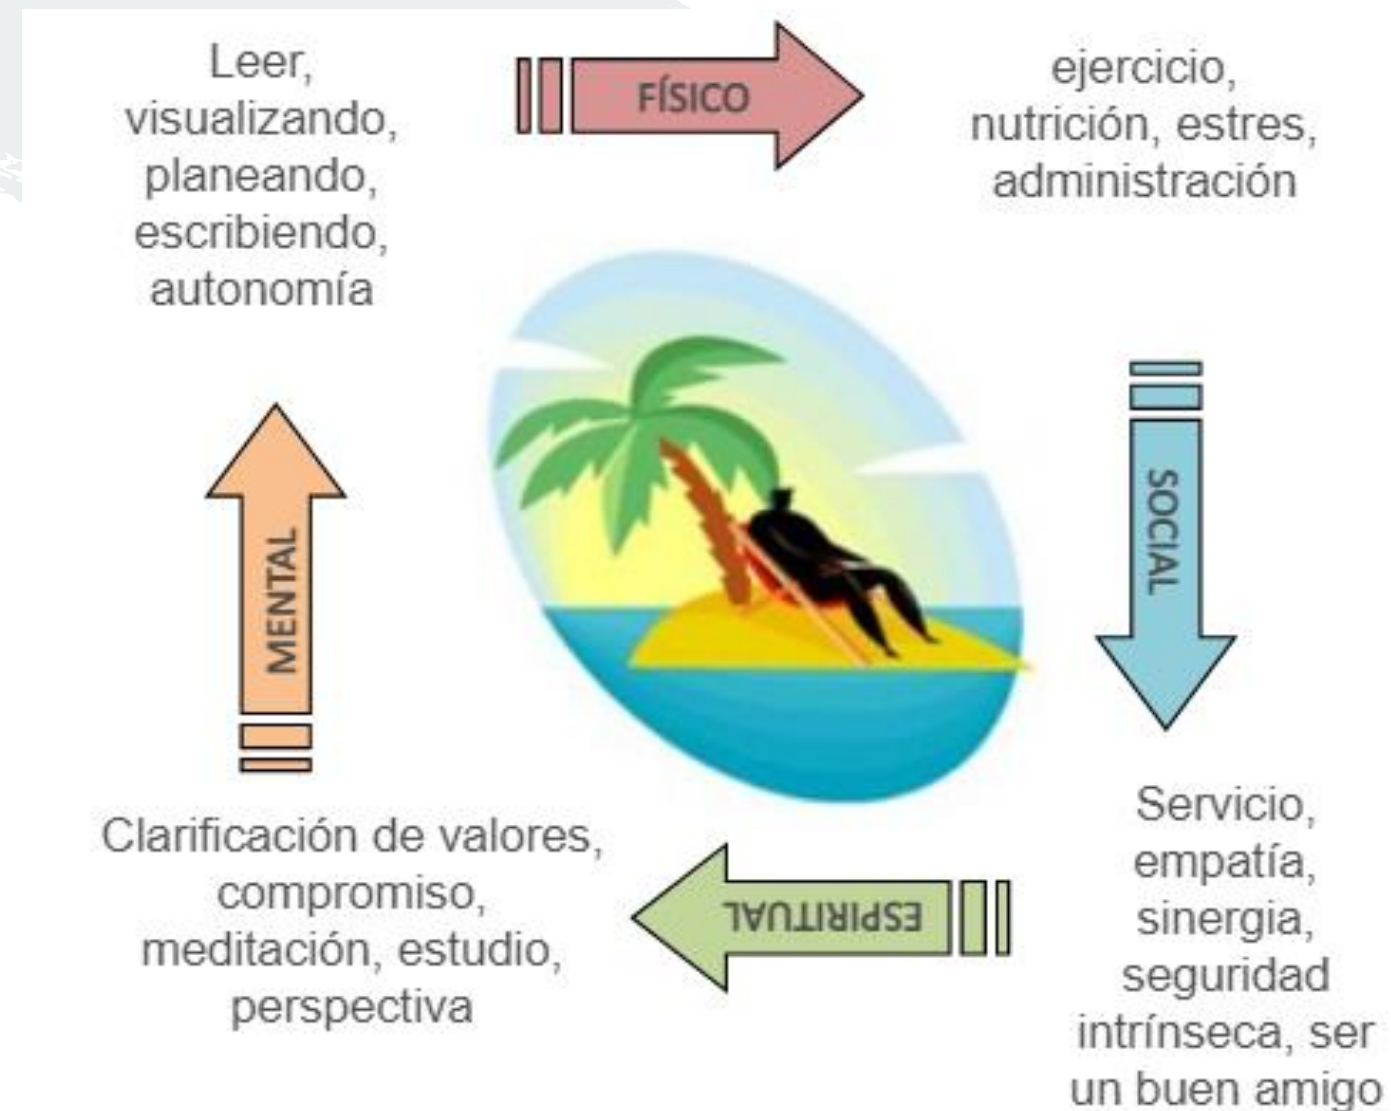 Leer,
visualizando,
planeando,
escribiendo,
autonomía
FÍSICO
ejercicio,
nutrición, estres,
administración
SOCIAL
Servicio,
empatía,
sinergia,
seguridad
intrínseca, ser
un buen amigo
ESPIRITUAL
Clarificación de valores,
compromiso,
meditación, estudio,
perspectiva
MENTAL